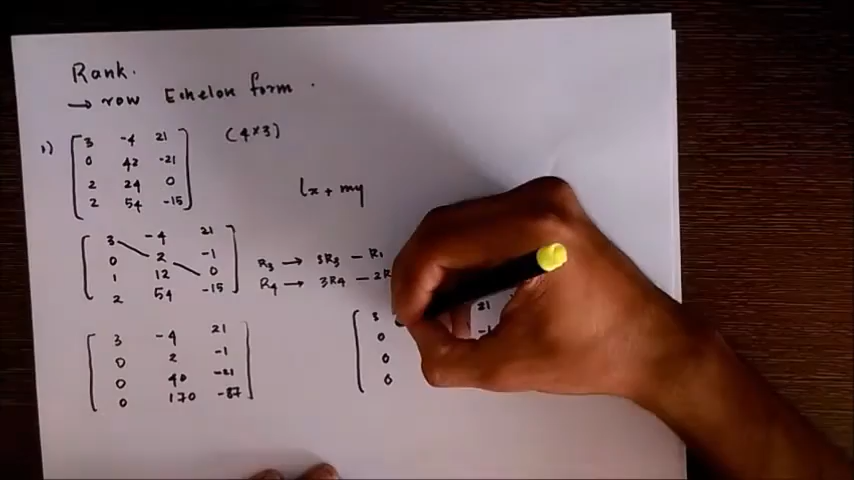 Rank.
→ row Echelon form .
1) 3 -4 21 (4×3)
0 42 -21
2 24 0
2 54 -15
lx + my
3 -4 21
0 2 -1
1 12 0
2 54 -15
R3 → 3R3 - R1
R4 → 3R4 - 2R
3 -4 21
0 2 -1
0 40 -21
0 170 -87
3 21
0 -1
0
0